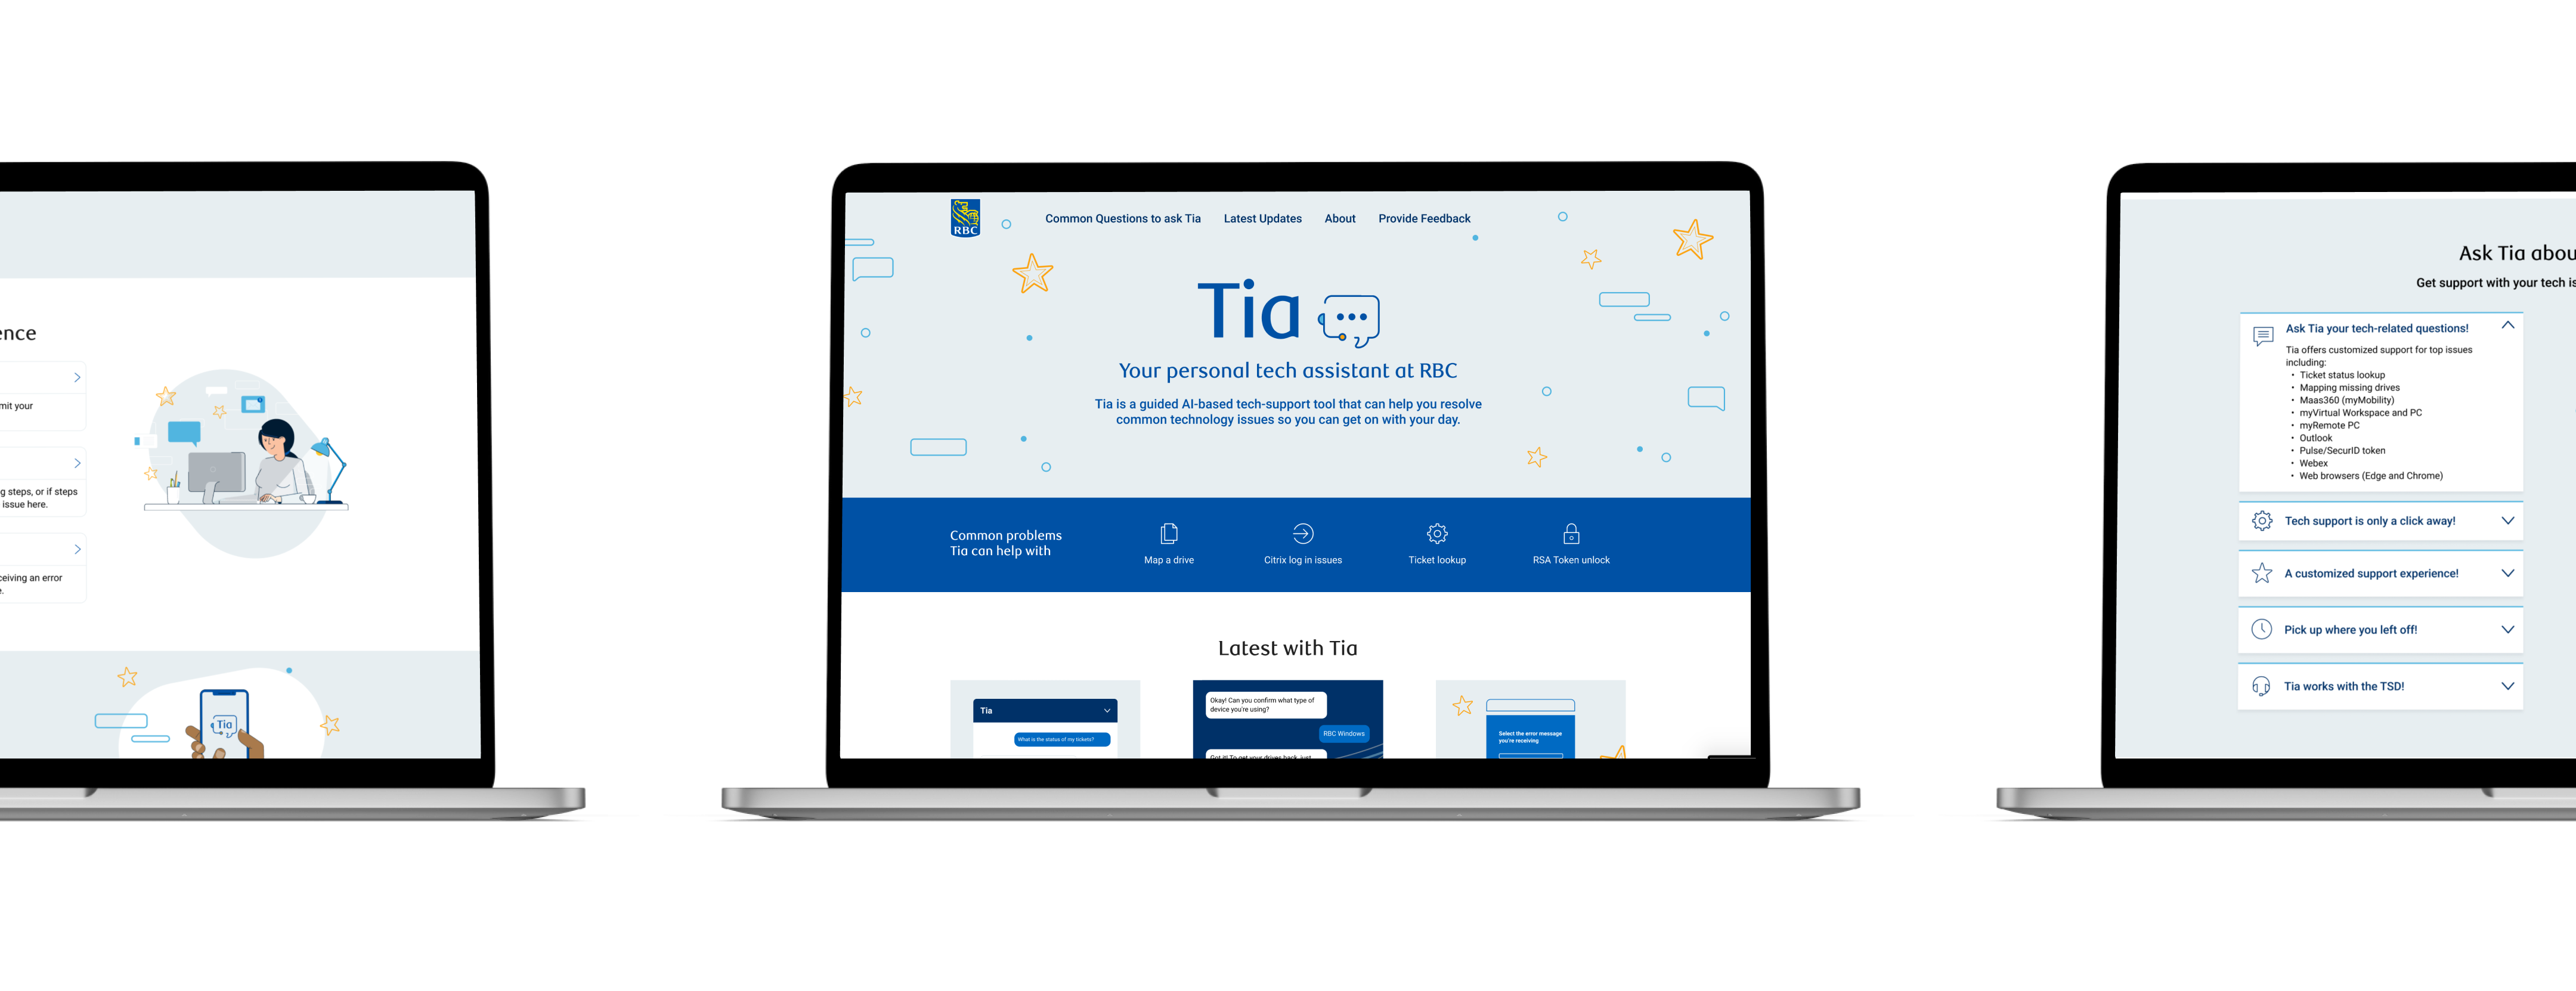 ence
mit your
g steps, or if steps
issue here.
ceiving an error
Tia
RBC
Common Questions to ask Tia
Latest Updates
About
Provide Feedback
Tia
Your personal tech assistant at RBC
Tia is a guided AI-based tech-support tool that can help you resolve
common technology issues so you can get on with your day.
Common problems
Tia can help with
Map a drive
Citrix log in issues
Ticket lookup
RSA Token unlock
Latest with Tia
Tia
What is the status of my tickets?
Okay! Can you confirm what type of
device you're using?
RBC Windows
Got it! To get your drives back, just
Select the error message
you're receiving
Ask Tia abou
Get support with your tech is
Ask Tia your tech-related questions!
Tia offers customized support for top issues
including:
• Ticket status lookup
• Mapping missing drives
• Maas360 (myMobility)
• myVirtual Workspace and PC
• myRemote PC
• Outlook
• Pulse/SecurID token
• Webex
• Web browsers (Edge and Chrome)
Tech support is only a click away!
A customized support experience!
Pick up where you left off!
Tia works with the TSD!